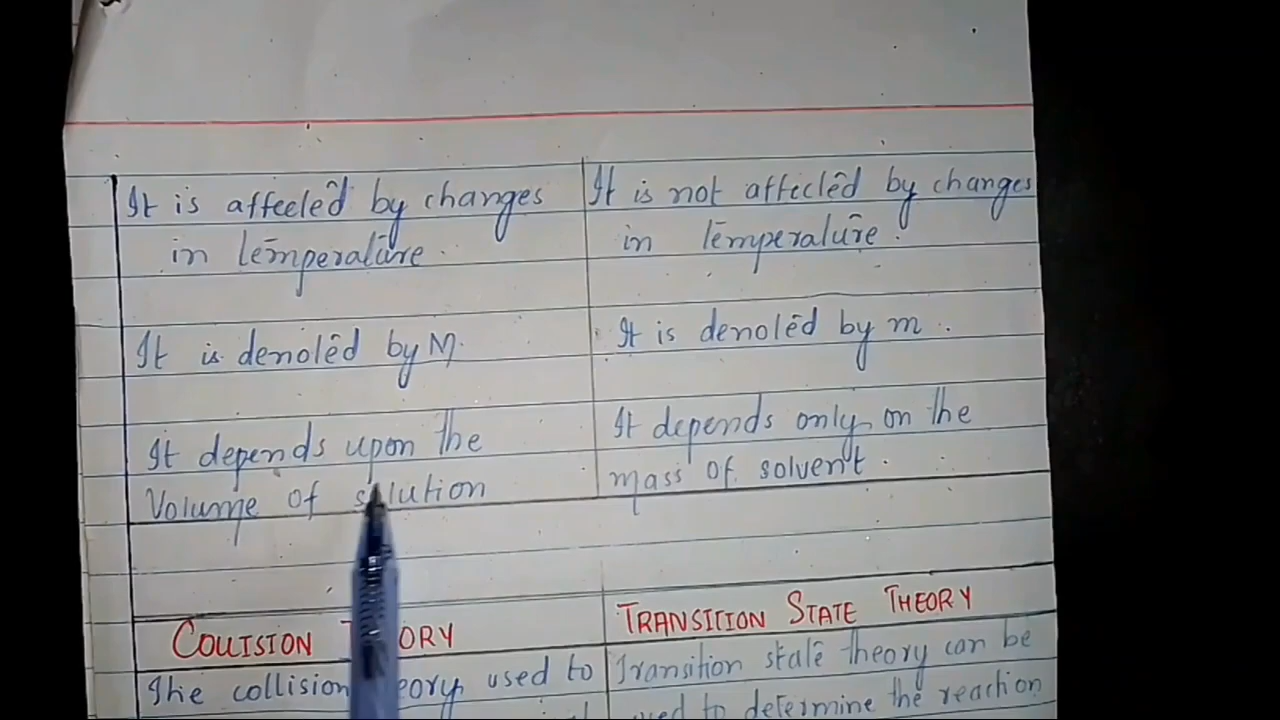 It is affected by changes
in temperature.
It is not affected by changes
in temperature.
It is denoted by M.
It is denoted by m.
It depends upon the
Volume of solution
It depends only on the
mass of solvent.
COLLISION
TRANSITION STATE THEORY
The collision used to
Transition state theory can be
used to determine the reaction